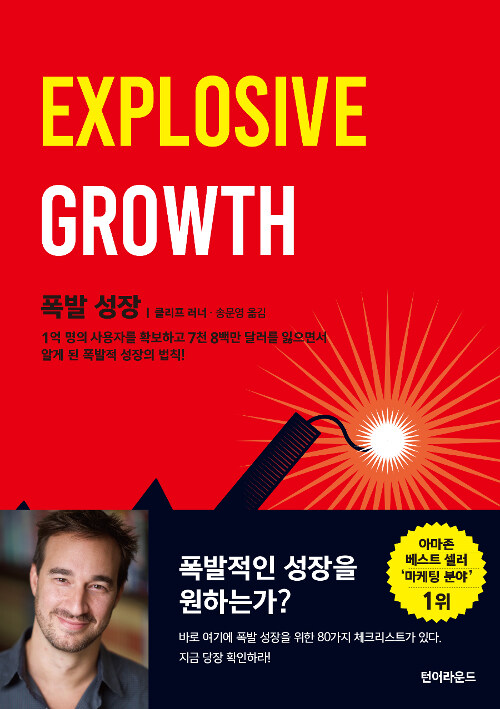 EXPLOSIVE
GROWTH
폭발 성장 | 클리프 러너 · 송문영 옮김
1억 명의 사용자를 확보하고 7천 8백만 달러를 잃으면서
알게 된 폭발적 성장의 법칙!
폭발적인 성장을
원하는가?
바로 여기에 폭발 성장을 위한 80가지 체크리스트가 있다.
지금 당장 확인하라!
아마존
베스트 셀러
‘마케팅 분야’
1위
턴어라운드